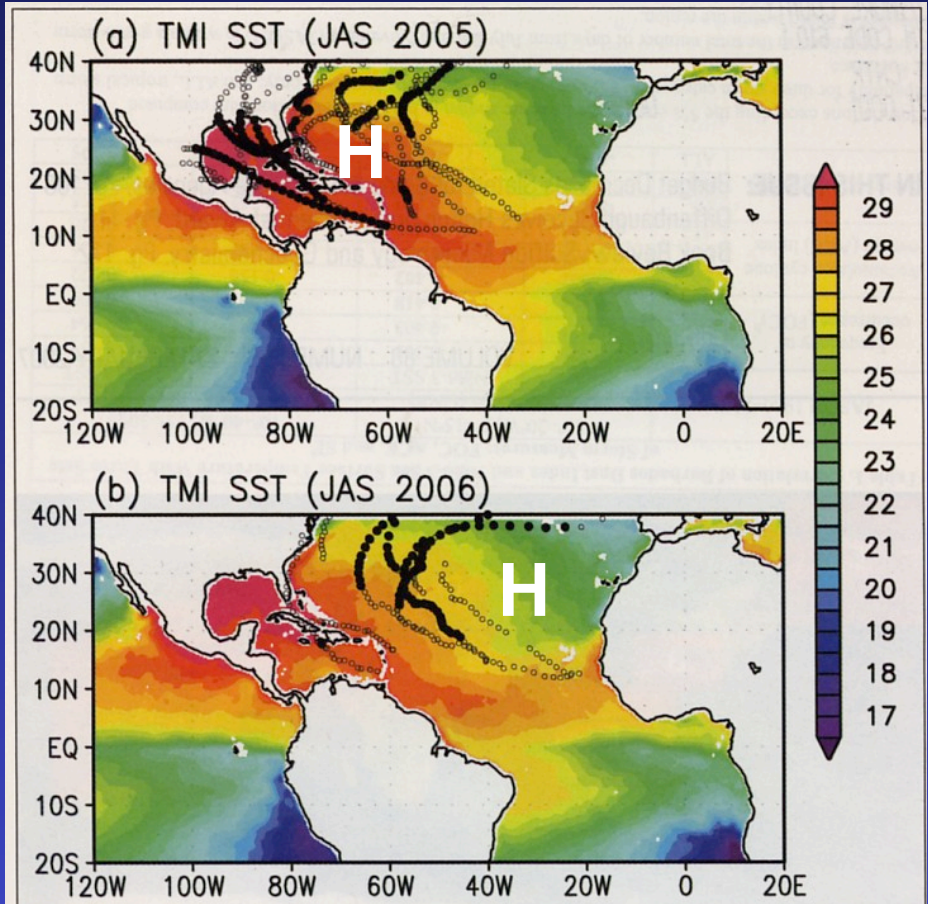 (a) TMI SST (JAS 2005)
40N
30N
20N
10N
EQ
10S
20S
120W 100W 80W 60W 40W 20W 0 20E
H
IN THIS ISSUE:
VOLUME 88
29
28
27
26
25
24
23
22
21
20
19
18
17
(b) TMI SST (JAS 2006)
40N
30N
20N
10N
EQ
10S
20S
120W 100W 80W 60W 40W 20W 0 20E
H